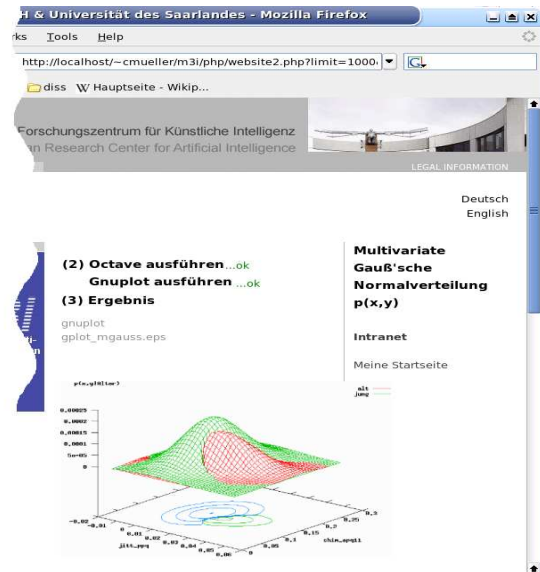 H & Universität des Saarlandes - Mozilla Firefox
rks Tools Help
http://localhost/~cmueller/m3i/php/website2.php?limit=1000
G
diss W Hauptseite - Wikip...
Forschungszentrum für Künstliche Intelligenz
an Research Center for Artificial Intelligence
LEGAL INFORMATION
Deutsch
English
(2) Octave ausführen...ok
Gnuplot ausführen ...ok
(3) Ergebnis
gnuplot
gplot_mgauss.eps
Multivariate
Gauß'sche
Normalverteilung
p(x,y)
Intranet
Meine Startseite
alt
jung
0.00025
0.0002
0.00015
0.0001
5e-05
0
-0.02
-0.01
0
0.01
0.02
0.03
0.04
0.05
0.06
jitt_ppq
0
0.05
0.1
0.15
0.2
0.25
0.3
shim_apq11